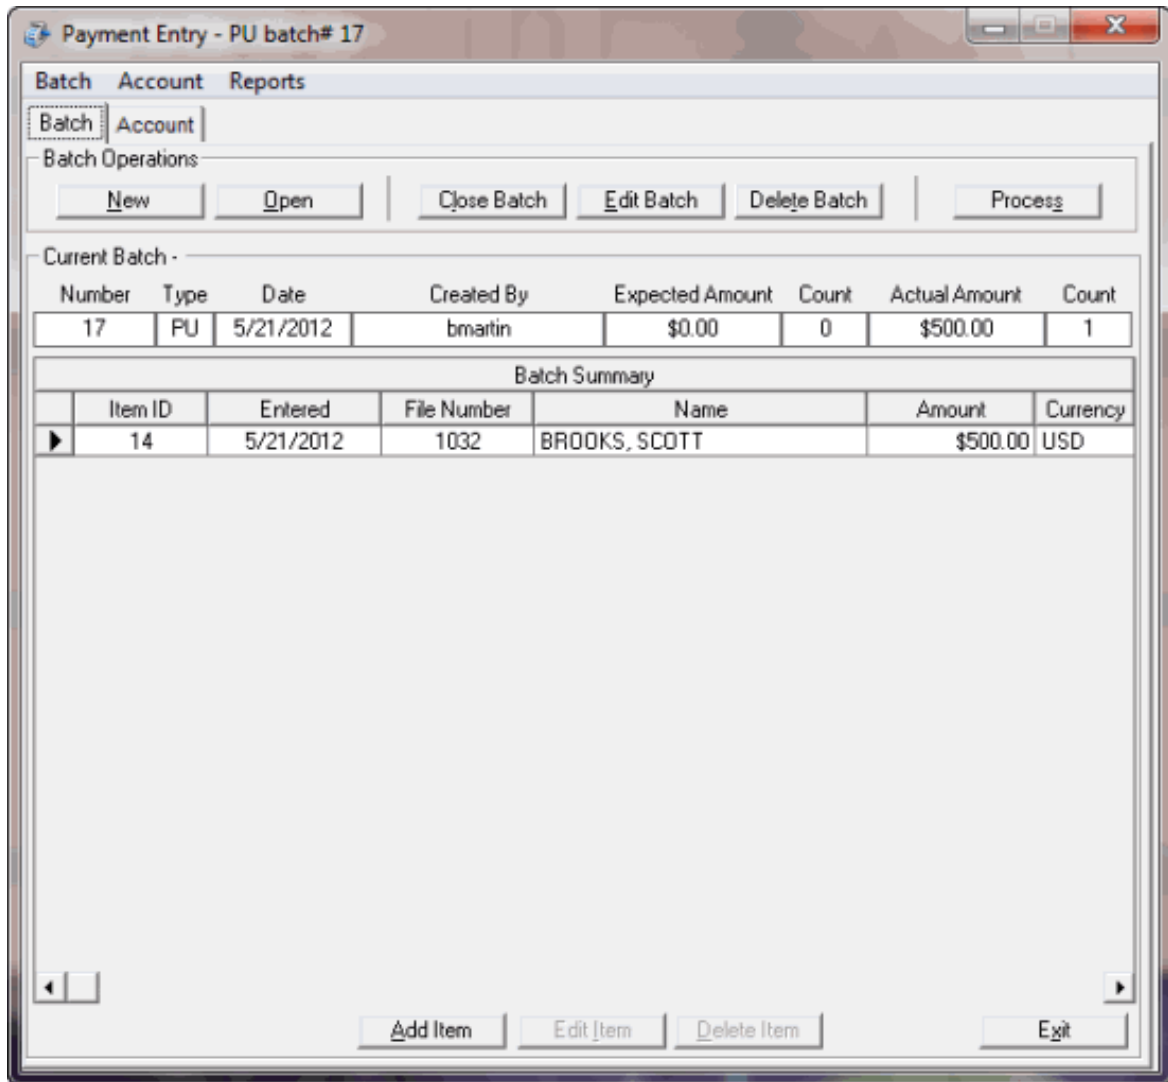 Payment Entry - PU batch# 17
Batch Account Reports
Batch Account
Batch Operations
New Open Close Batch Edit Batch Delete Batch Process
Current Batch -
Number Type Date Created By Expected Amount Count Actual Amount Count
17 PU 5/21/2012 bmartin $0.00 0 $500.00 1
Batch Summary
Item ID Entered File Number Name Amount Currency
14 5/21/2012 1032 BROOKS, SCOTT $500.00 USD
Add Item Edit Item Delete Item Exit